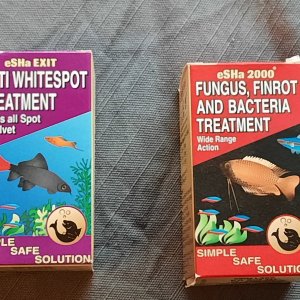 eSHa EXIT
TI WHITESPOT
EATMENT
s all Spot
lvet
PLE
SAFE
SOLUTION
eSHa 2000®
FUNGUS, FINROT
AND BACTERIA
TREATMENT
Wide Range
Action
SIMPLE
SAFE
SOLUTION